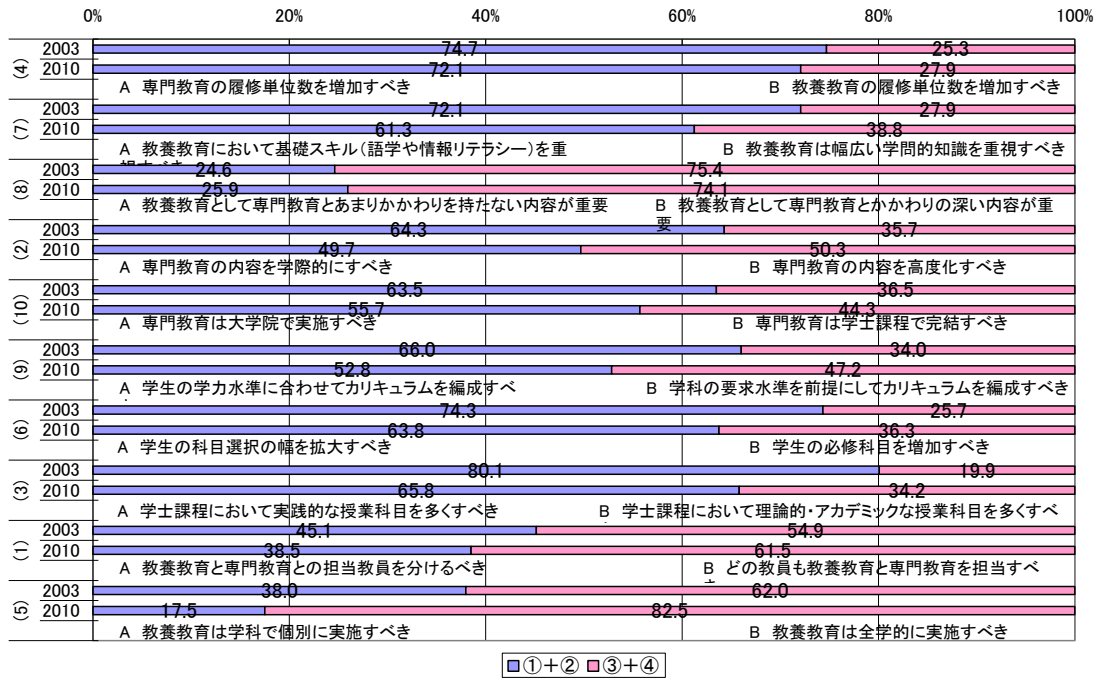 0% 20% 40% 60% 80% 100%
(4) 2003 74.7 25.3
2010 72.1 27.9
A 専門教育の履修単位数を増加すべき B 教養教育の履修単位数を増加すべき
(7) 2003 72.1 27.9
2010 61.3 38.8
A 教養教育において基礎スキル(語学や情報リテラシー)を重 B 教養教育は幅広い学問的知識を重視すべき
視すべき
(8) 2003 24.6 75.4
2010 25.9 74.1
A 教養教育として専門教育とあまりかかわりを持たない内容が重要 B 教養教育として専門教育とかかわりの深い内容が重
要
(2) 2003 64.3 35.7
2010 49.7 50.3
A 専門教育の内容を学際的にすべき B 専門教育の内容を高度化すべき
(10) 2003 63.5 36.5
2010 55.7 44.3
A 専門教育は大学院で実施すべき B 専門教育は学士課程で完結すべき
(9) 2003 66.0 34.0
2010 52.8 47.2
A 学生の学力水準に合わせてカリキュラムを編成すべ B 学科の要求水準を前提にしてカリキュラムを編成すべき
(6) 2003 74.3 25.7
2010 63.8 36.3
A 学生の科目選択の幅を拡大すべき B 学生の必修科目を増加すべき
(3) 2003 80.1 19.9
2010 65.8 34.2
A 学士課程において実践的な授業科目を多くすべき B 学士課程において理論的・アカデミックな授業科目を多くすべ
(1) 2003 45.1 54.9
2010 38.5 61.5
A 教養教育と専門教育との担当教員を分けるべき B どの教員も教養教育と専門教育を担当すべ
(5) 2003 38.0 62.0
2010 17.5 82.5
A 教養教育は学科で個別に実施すべき B 教養教育は全学的に実施すべき
①+② ③+④